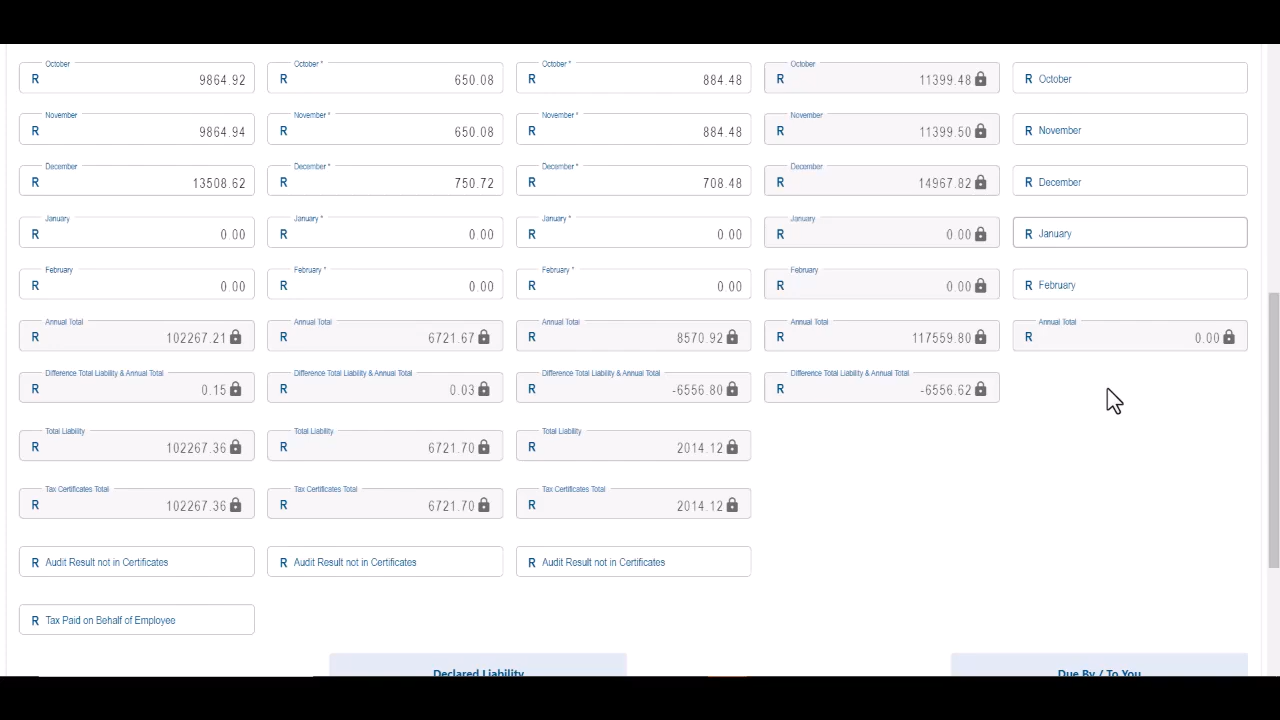 October October * October * October
R 9864.92 R 650.08 R 884.48 R 11399.48 R October
November November * November * November
R 9864.94 R 650.08 R 884.48 R 11399.50 R November
December December * December * December
R 13508.62 R 750.72 R 708.48 R 14967.82 R December
January January * January * January
R 0.00 R 0.00 R 0.00 R 0.00 R January
February February * February * February
R 0.00 R 0.00 R 0.00 R 0.00 R February
Annual Total Annual Total Annual Total Annual Total Annual Total
R 102267.21 R 6721.67 R 8570.92 R 117559.80 R 0.00
Difference Total Liability & Annual Total Difference Total Liability & Annual Total Difference Total Liability & Annual Total Difference Total Liability & Annual Total
R 0.15 R 0.03 R -6556.80 R -6556.62
Total Liability Total Liability Total Liability
R 102267.36 R 6721.70 R 2014.12
Tax Certificates Total Tax Certificates Total Tax Certificates Total
R 102267.36 R 6721.70 R 2014.12
R Audit Result not in Certificates R Audit Result not in Certificates R Audit Result not in Certificates
R Tax Paid on Behalf of Employee
Declared Liability Due By / To You